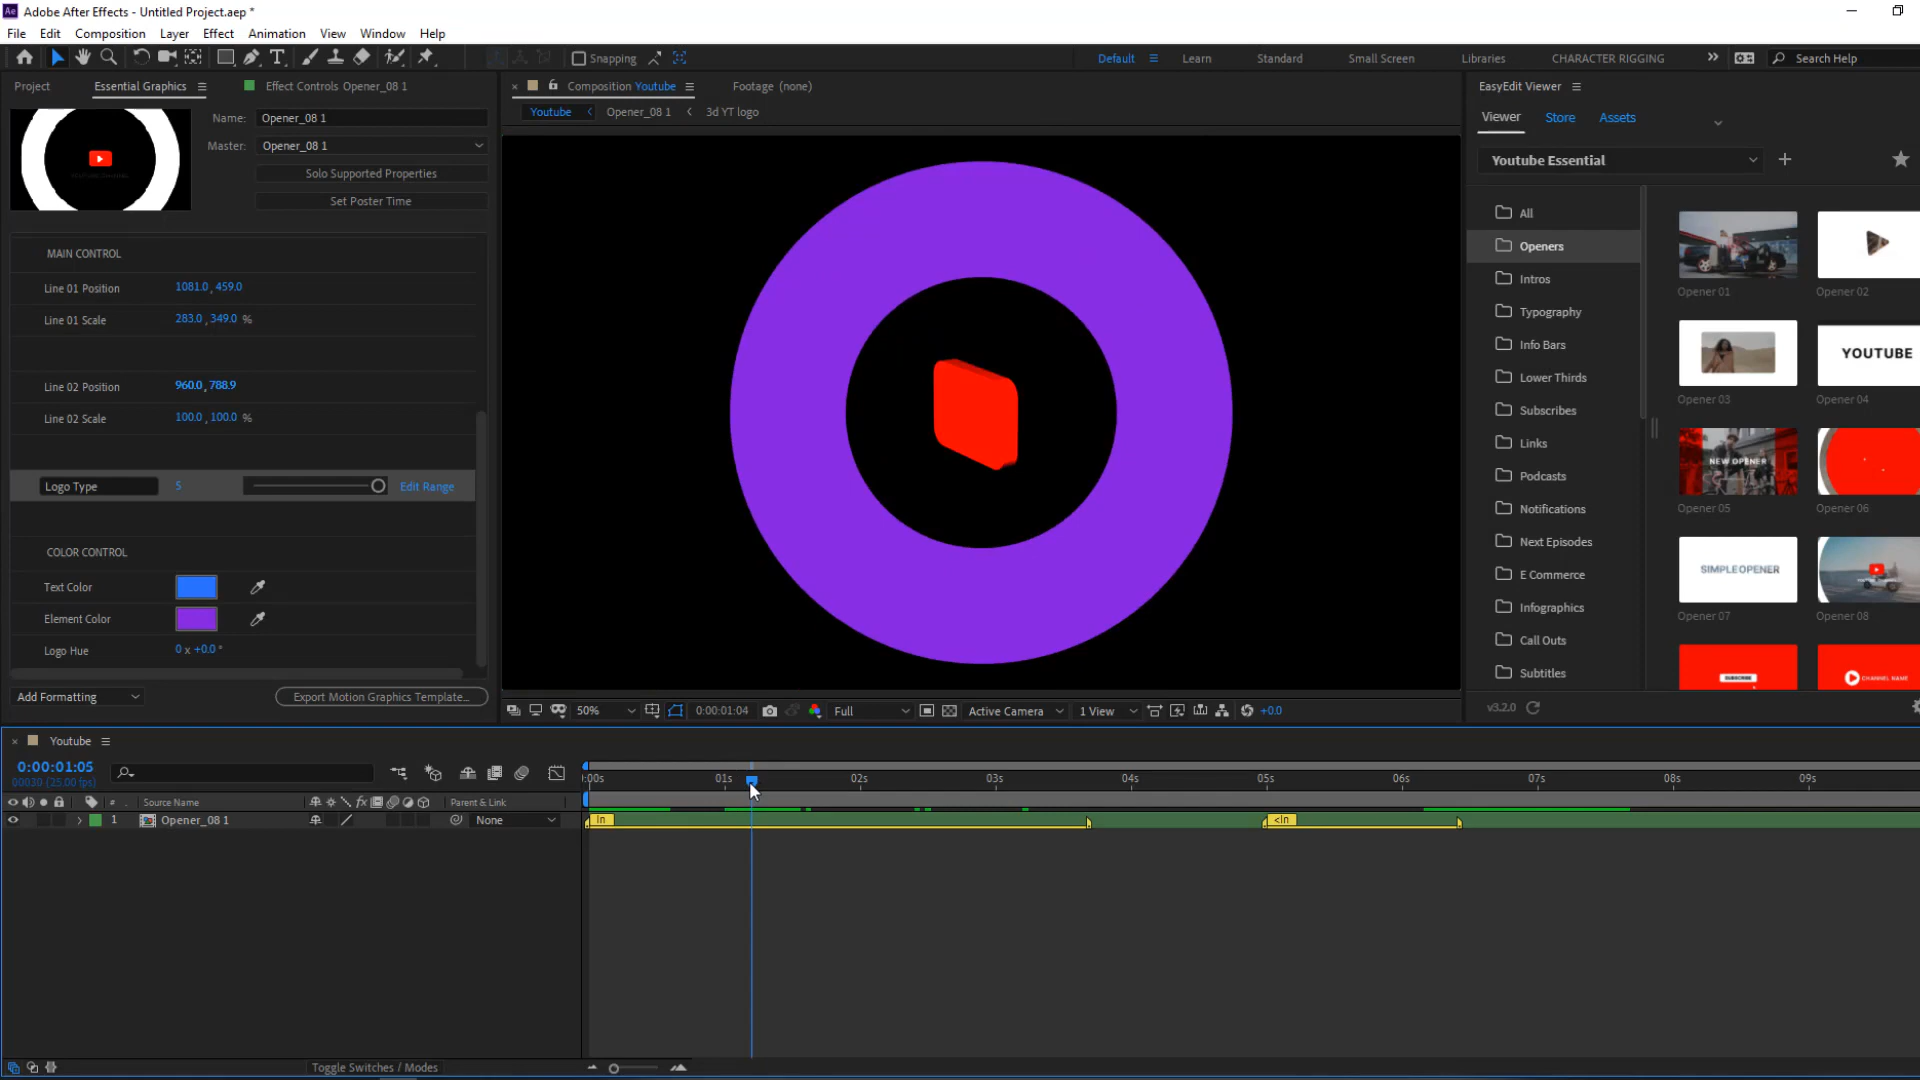 Ae Adobe After Effects - Untitled Project.aep *
File Edit Composition Layer Effect Animation View Window Help
Snapping Default Learn Standard Small Screen Libraries CHARACTER RIGGING Search Help
Project Essential Graphics Effect Controls Opener_08 1
Name: Opener_08 1
Master: Opener_08 1
Solo Supported Properties
Set Poster Time
MAIN CONTROL
Line 01 Position 1081.0, 459.0
Line 01 Scale 283.0, 349.0 %
Line 02 Position 960.0, 788.9
Line 02 Scale 100.0, 100.0 %
Logo Type 5 Edit Range
COLOR CONTROL
Text Color
Element Color
Logo Hue 0 x +0.0 °
Add Formatting Export Motion Graphics Template...
Composition Youtube Footage (none)
Youtube Opener_08 1 3d YT logo
50% 0:00:01:04 Full Active Camera 1 View +0.0
EasyEdit Viewer
Viewer Store Assets
Youtube Essential
All
Openers
Intros
Typography
Info Bars
Lower Thirds
Subscribes
Links
Podcasts
Notifications
Next Episodes
E Commerce
Infographics
Call Outs
Subtitles
Opener 01 Opener 02
YOUTUBE
Opener 03 Opener 04
NEW OPENER
Opener 05 Opener 06
SIMPLE OPENER
Opener 07 Opener 08
SUBSCRIBE CHANNEL NAME
v3.2.0
Youtube
0:00:01:05
00030 (25.00 fps)
:00s 01s 02s 03s 04s 05s 06s 07s 08s 09s
# Source Name fx Parent & Link
1 Opener_08 1 None In <In
Toggle Switches / Modes